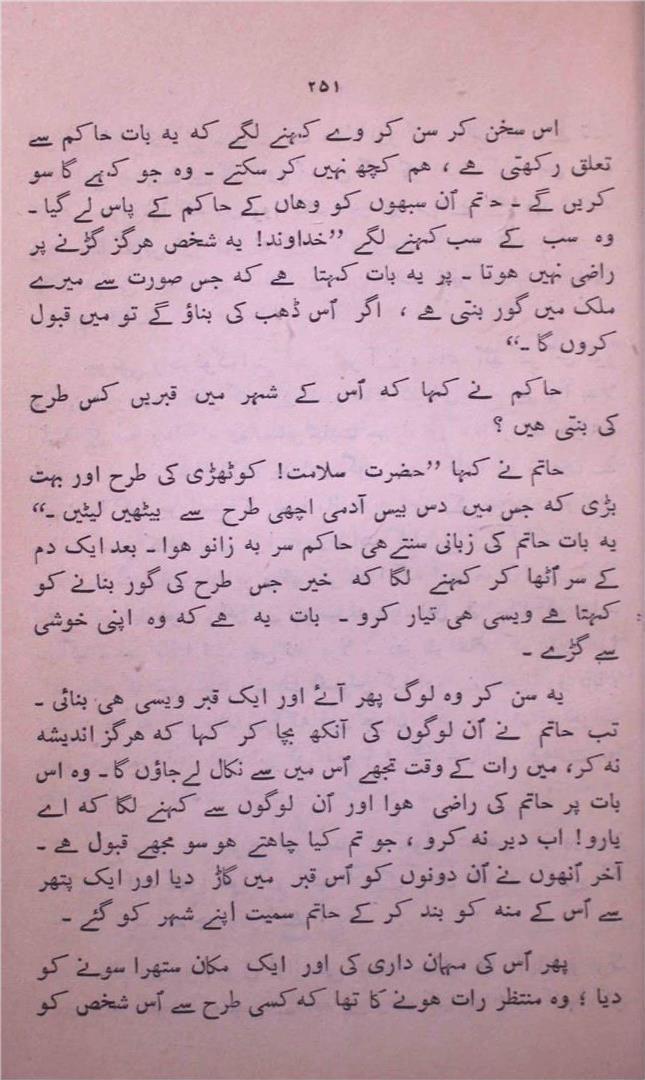 ۲۵۱
اس سخن کر سن کر وے کہنے لگے کہ یہ بات حاکم سے
تعلق رکھتی ہے ، ہم کچھ نہیں کر سکتے ۔ وہ جو کہے گا سو
کریں گے ۔ حاتم اُن سبھوں کو وہاں کے حاکم کے پاس لے گیا ۔
وہ سب کے سب کہنے لگے ”خداوند! یہ شخص ہرگز گڑنے پر
راضی نہیں ہوتا ۔ پر یہ بات کہتا ہے کہ جس صورت سے میرے
ملک میں گور بنتی ہے ، اگر اُس ڈھب کی بناؤ گے تو میں قبول
کروں گا ۔“
حاکم نے کہا کہ اُس کے شہر میں قبریں کس طرح
کی بنتی ہیں ؟
حاتم نے کہا ”حضرت سلامت! کوٹھڑی کی طرح اور بہت
بڑی کہ جس میں دس بیس آدمی اچھی طرح سے بیٹھیں لیٹیں ۔“
یہ بات حاتم کی زبانی سنتے ہی حاکم سر بہ زانو ہوا ۔ بعد ایک دم
کے سر اُٹھا کر کہنے لگا کہ خیر جس طرح کی گور بنانے کو
کہتا ہے ویسی ہی تیار کرو ۔ بات یہ ہے کہ وہ اپنی خوشی
سے گڑے ۔
یہ سن کر وہ لوگ پھر آئے اور ایک قبر ویسی ہی بنائی ۔
تب حاتم نے اُن لوگوں کی آنکھ بچا کر کہا کہ ہرگز اندیشہ
نہ کر، میں رات کے وقت تجھے اُس میں سے نکال لے جاؤں گا ۔ وہ اس
بات پر حاتم کی راضی ہوا اور اُن لوگوں سے کہنے لگا کہ اے
یارو! اب دیر نہ کرو ، جو تم کیا چاہتے ہو سو مجھے قبول ہے ۔
آخر اُنھوں نے اُن دونوں کو اُس قبر میں گاڑ دیا اور ایک پتھر
سے اُس کے منہ کو بند کر کے حاتم سمیت اپنے شہر کو گئے ۔
پھر اُس کی مہمان داری کی اور ایک مکان ستھرا سونے کو
دیا ؛ وہ منتظر رات ہونے کا تھا کہ کسی طرح سے اُس شخص کو